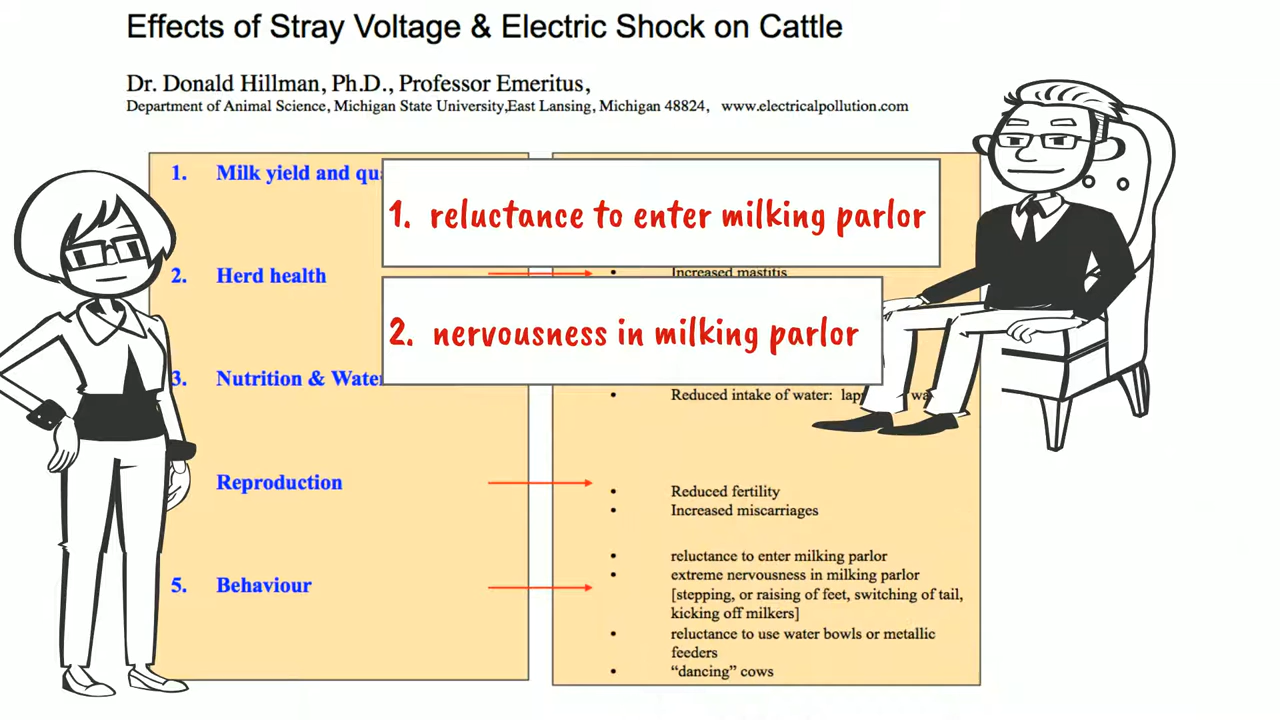 Effects of Stray Voltage & Electric Shock on Cattle
Dr. Donald Hillman, Ph.D., Professor Emeritus,
Department of Animal Science, Michigan State University,East Lansing, Michigan 48824, www.electricalpollution.com
1. Milk yield and
1. reluctance to enter milking parlor
2. Herd health
Increased mastitis
2. nervousness in milking parlor
3. Nutrition &
• Reduced intake of water:
Reproduction
• Reduced fertility
• Increased miscarriages
5. Behaviour
• reluctance to enter milking parlor
• extreme nervousness in milking parlor
[stepping, or raising of feet, switching of tail,
kicking off milkers]
• reluctance to use water bowls or metallic
feeders
• “dancing” cows